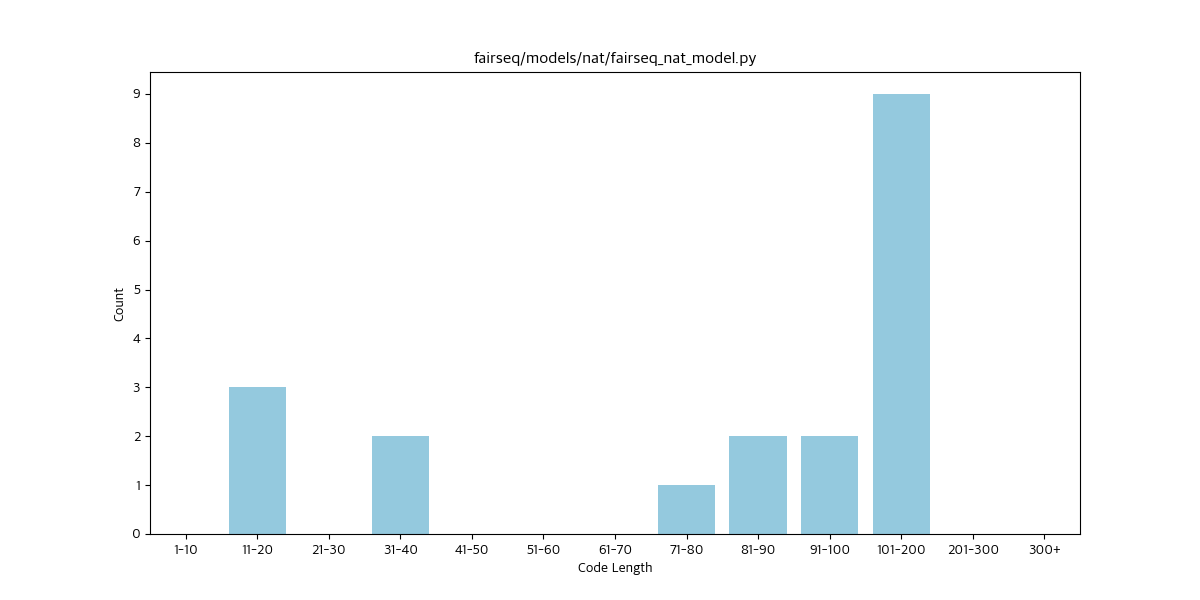 fairseq/models/nat/fairseq_nat_model.py
9
8
7
6
5
4
3
2
1
0
Count
1-10 11-20 21-30 31-40 41-50 51-60 61-70 71-80 81-90 91-100 101-200 201-300 300+
Code Length